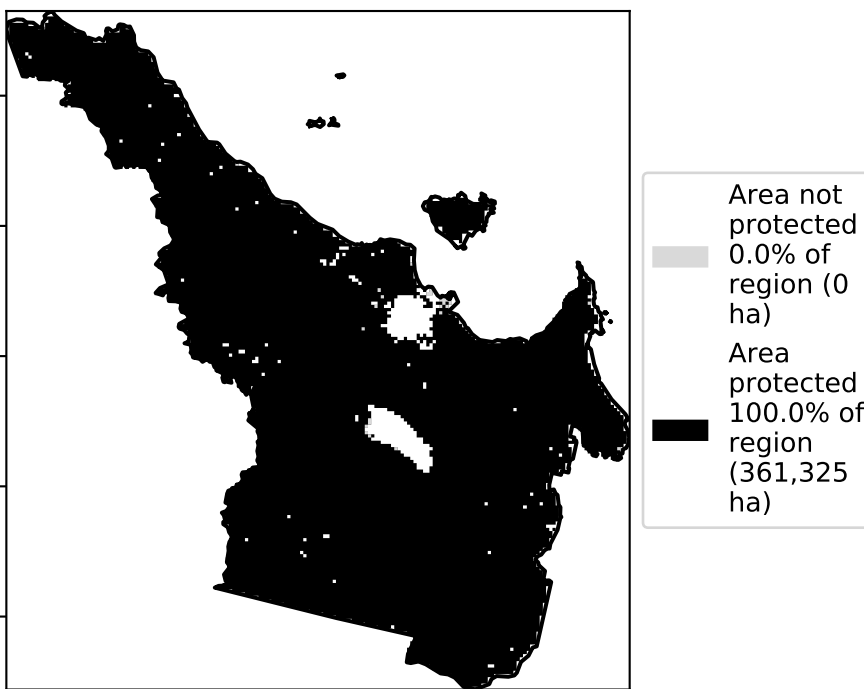 Area not
protected
0.0% of
region (0
ha)
Area
protected
100.0% of
region
(361,325
ha)